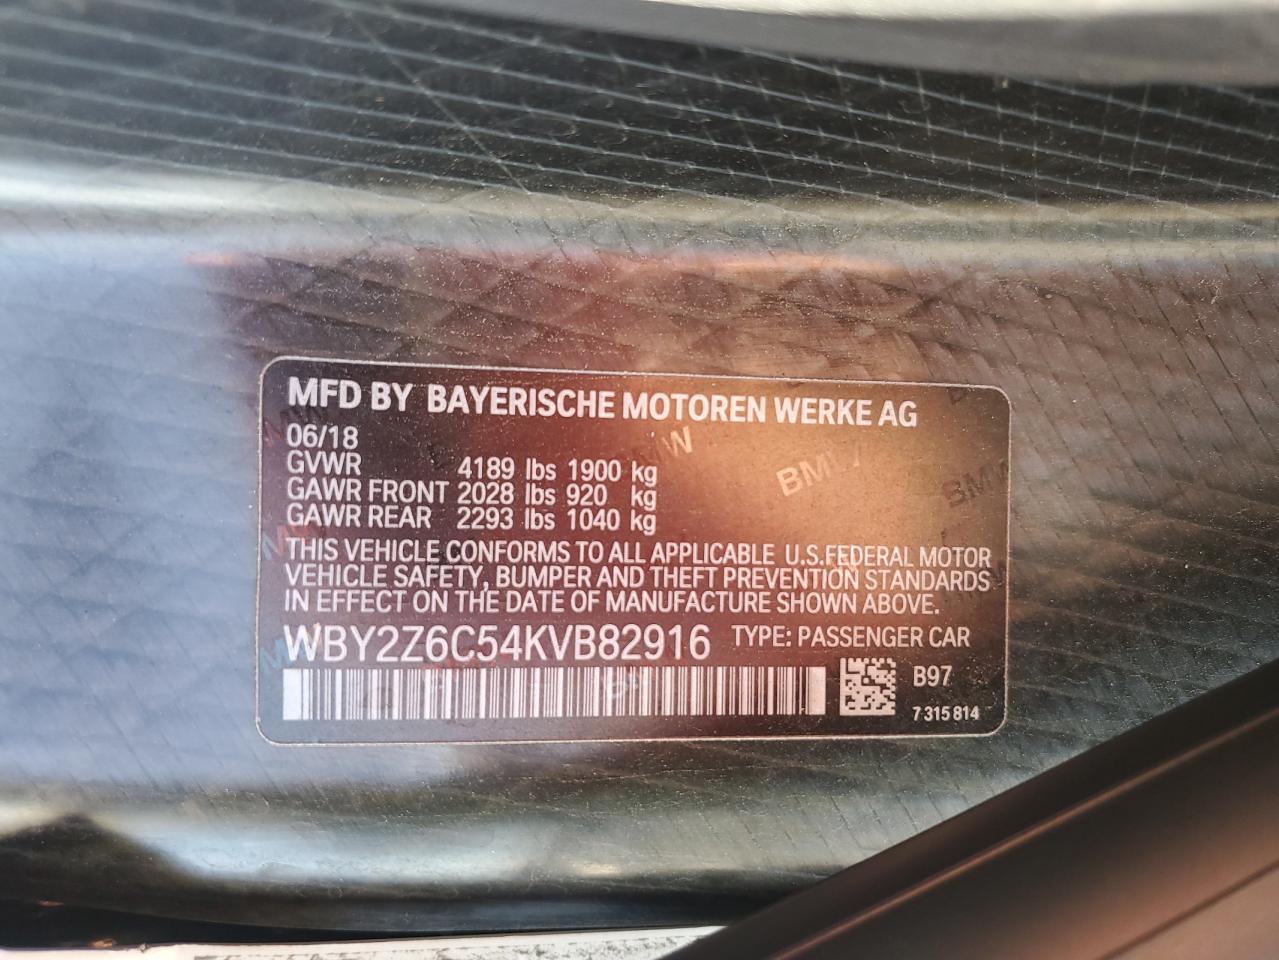 MFD BY BAYERISCHE MOTOREN WERKE AG
06/18
GVWR 4189 lbs 1900 kg
GAWR FRONT 2028 lbs 920 kg
GAWR REAR 2293 lbs 1040 kg
THIS VEHICLE CONFORMS TO ALL APPLICABLE U.S.FEDERAL MOTOR
VEHICLE SAFETY, BUMPER AND THEFT PREVENTION STANDARDS
IN EFFECT ON THE DATE OF MANUFACTURE SHOWN ABOVE.
WBY2Z6C54KVB82916 TYPE: PASSENGER CAR
B97
7 315 814